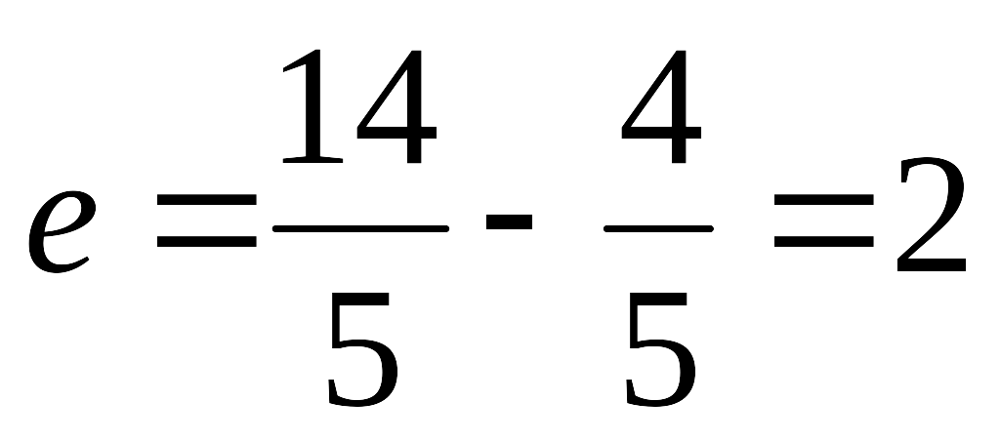 e = 14/5 - 4/5 = 2